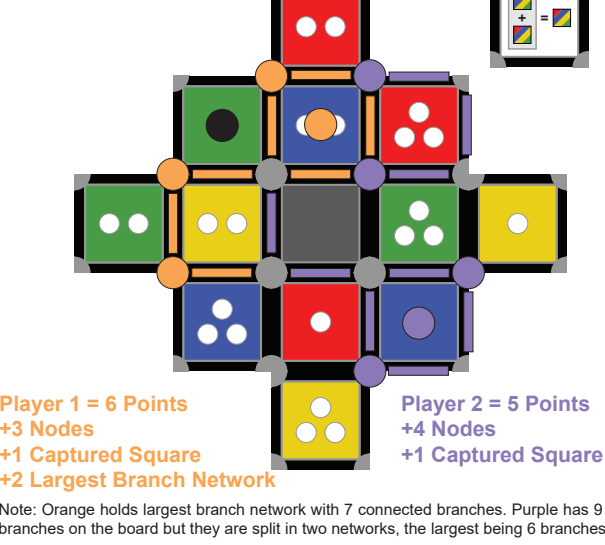 + =
Player 1 = 6 Points
+3 Nodes
+1 Captured Square
+2 Largest Branch Network
Player 2 = 5 Points
+4 Nodes
+1 Captured Square
Note: Orange holds largest branch network with 7 connected branches. Purple has 9
branches on the board but they are split in two networks, the largest being 6 branches